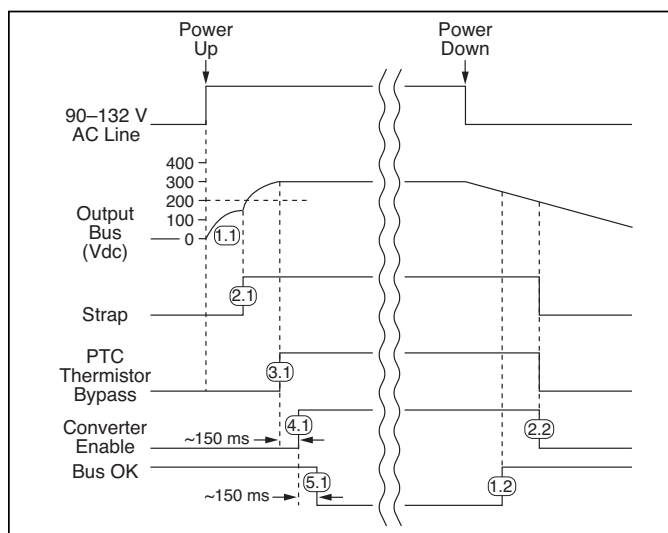 Power
Up
Power
Down
90–132 V
AC Line
400
300
200
100
0
Output
Bus
(Vdc)
1.1
2.1
Strap
PTC
Thermistor
Bypass
3.1
Converter
Enable
~150 ms
4.1
2.2
Bus OK
~150 ms
5.1
1.2